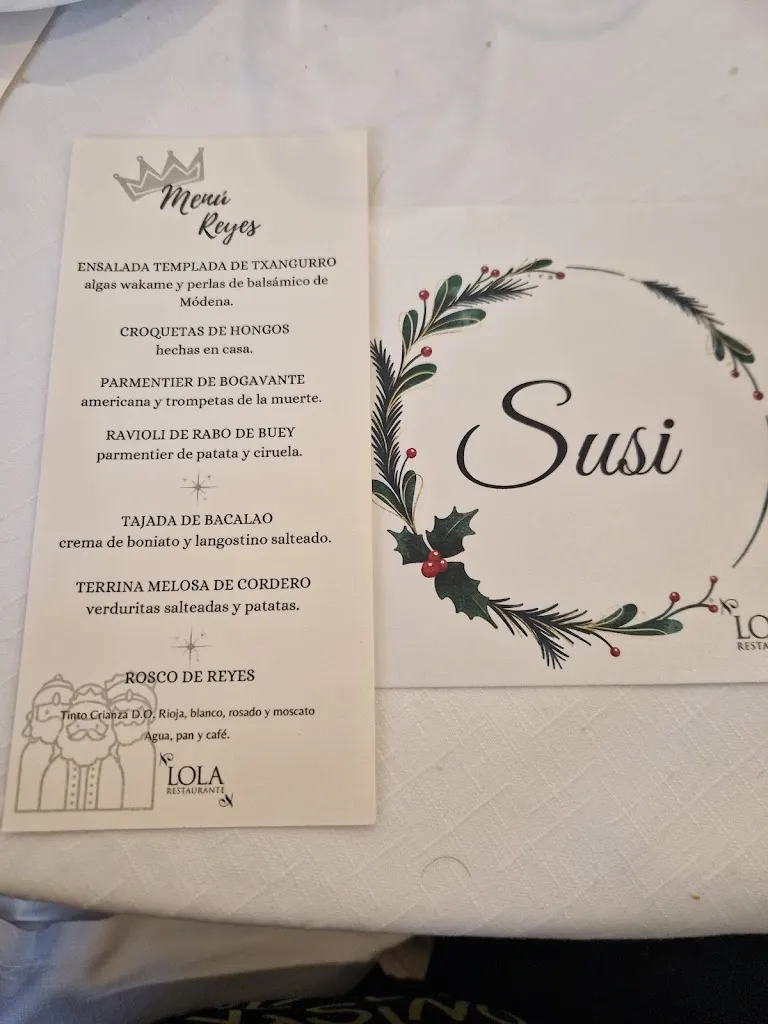 Menú
Reyes
ENSALADA TEMPLADA DE TXANGURRO
algas wakame y perlas de balsámico de
Módena.
CROQUETAS DE HONGOS
hechas en casa.
PARMENTIER DE BOGAVANTE
americana y trompetas de la muerte.
RAVIOLI DE RABO DE BUEY
parmentier de patata y ciruela.
TAJADA DE BACALAO
crema de boniato y langostino salteado.
TERRINA MELOSA DE CORDERO
verduritas salteadas y patatas.
ROSCO DE REYES
Tinto Crianza D.O. Rioja, blanco, rosado y moscato
Agua, pan y café.
LOLA
RESTAURANTE
Susi
LO
RESTA